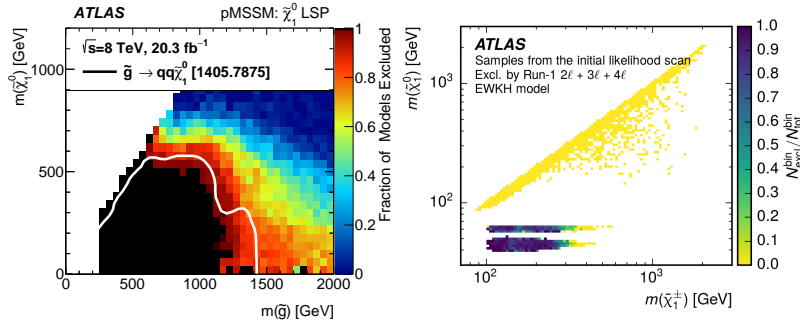 ATLAS pMSSM: χ̃₁⁰ LSP
√s=8 TeV, 20.3 fb⁻¹
g̃ → qqχ̃₁⁰ [1405.7875]
m(χ̃₁⁰) [GeV]
1200
1000
500
0
0 500 1000 1500 2000
m(g̃) [GeV]
1
0.8
0.6
0.4
0.2
0
Fraction of Models Excluded
ATLAS
Samples from the initial likelihood scan
Excl. by Run-1 2ℓ + 3ℓ + 4ℓ
EWKH model
m(χ̃₁⁰) [GeV]
10³
10²
10² 10³
m(χ̃₁±) [GeV]
1.0
0.9
0.8
0.7
0.6
0.5
0.4
0.3
0.2
0.1
0.0
N_excl^bin / N_tot^bin